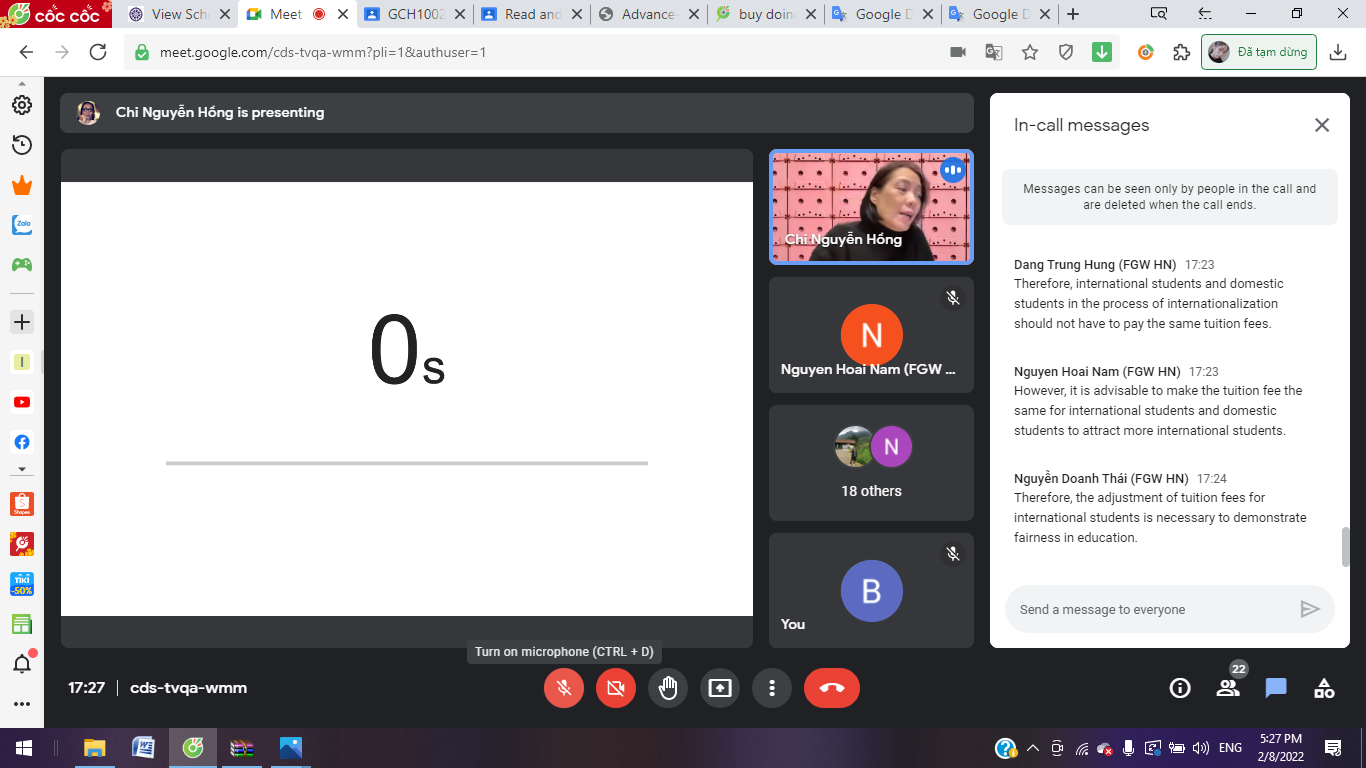 cốc cốc
View Sch
Meet
GCH1002
Read and
Advance-
buy doin
Google D
Google D
meet.google.com/cds-tvqa-wmm?pli=1&authuser=1
Đã tạm dừng
Chi Nguyễn Hồng is presenting
0s
Chi Nguyễn Hồng
N
Nguyen Hoai Nam (FGW ...
N
18 others
B
You
In-call messages
Messages can be seen only by people in the call and
are deleted when the call ends.
Dang Trung Hung (FGW HN) 17:23
Therefore, international students and domestic
students in the process of internationalization
should not have to pay the same tuition fees.
Nguyen Hoai Nam (FGW HN) 17:23
However, it is advisable to make the tuition fee the
same for international students and domestic
students to attract more international students.
Nguyễn Doanh Thái (FGW HN) 17:24
Therefore, the adjustment of tuition fees for
international students is necessary to demonstrate
fairness in education.
Send a message to everyone
Zalo
I
Shopee
TIKI
-50%
Turn on microphone (CTRL + D)
17:27 | cds-tvqa-wmm
22
ENG
5:27 PM
2/8/2022